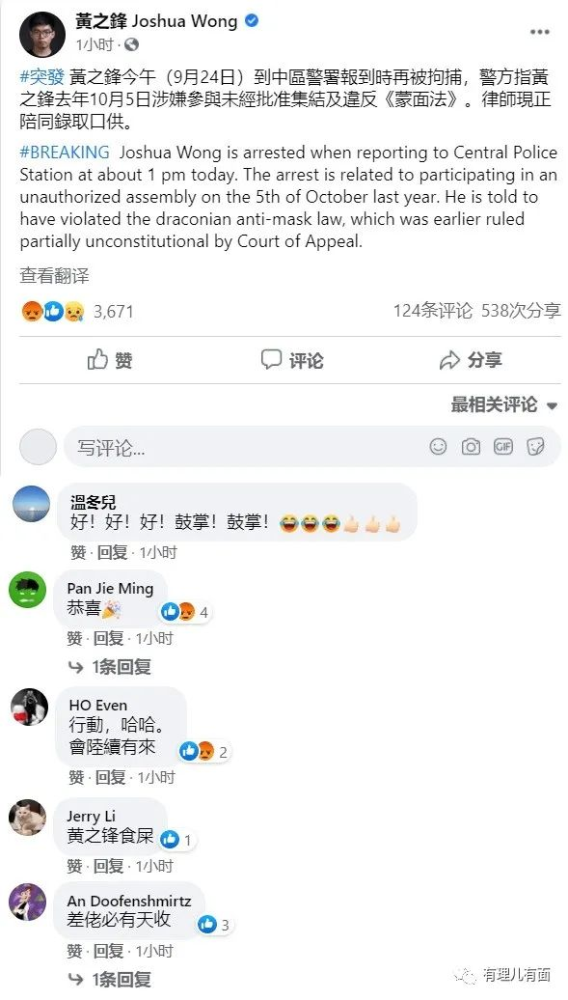 黃之鋒 Joshua Wong
1小时 ·
#突發 黃之鋒今午（9月24日）到中區警署報到時再被拘捕，警方指黃
之鋒去年10月5日涉嫌參與未經批准集結及違反《蒙面法》。律師現正
陪同録取口供。
#BREAKING Joshua Wong is arrested when reporting to Central Police
Station at about 1 pm today. The arrest is related to participating in an
unauthorized assembly on the 5th of October last year. He is told to
have violated the draconian anti-mask law, which was earlier ruled
partially unconstitutional by Court of Appeal.
查看翻译
3,671 124条评论 538次分享
赞 评论 分享
最相关评论
写评论... GIF
溫冬兒
好！好！好！鼓掌！鼓掌！😂😂😂👍🏻👍🏻👍🏻
赞 · 回复 · 1小时
Pan Jie Ming
恭喜🎉
4
赞 · 回复 · 1小时
1条回复
HO Even
行動，哈哈。
會陸續有來
2
赞 · 回复 · 1小时
Jerry Li
黄之锋食屎
1
赞 · 回复 · 1小时
An Doofenshmirtz
差佬必有天收
3
赞 · 回复 · 1小时
1条回复
有理儿有面